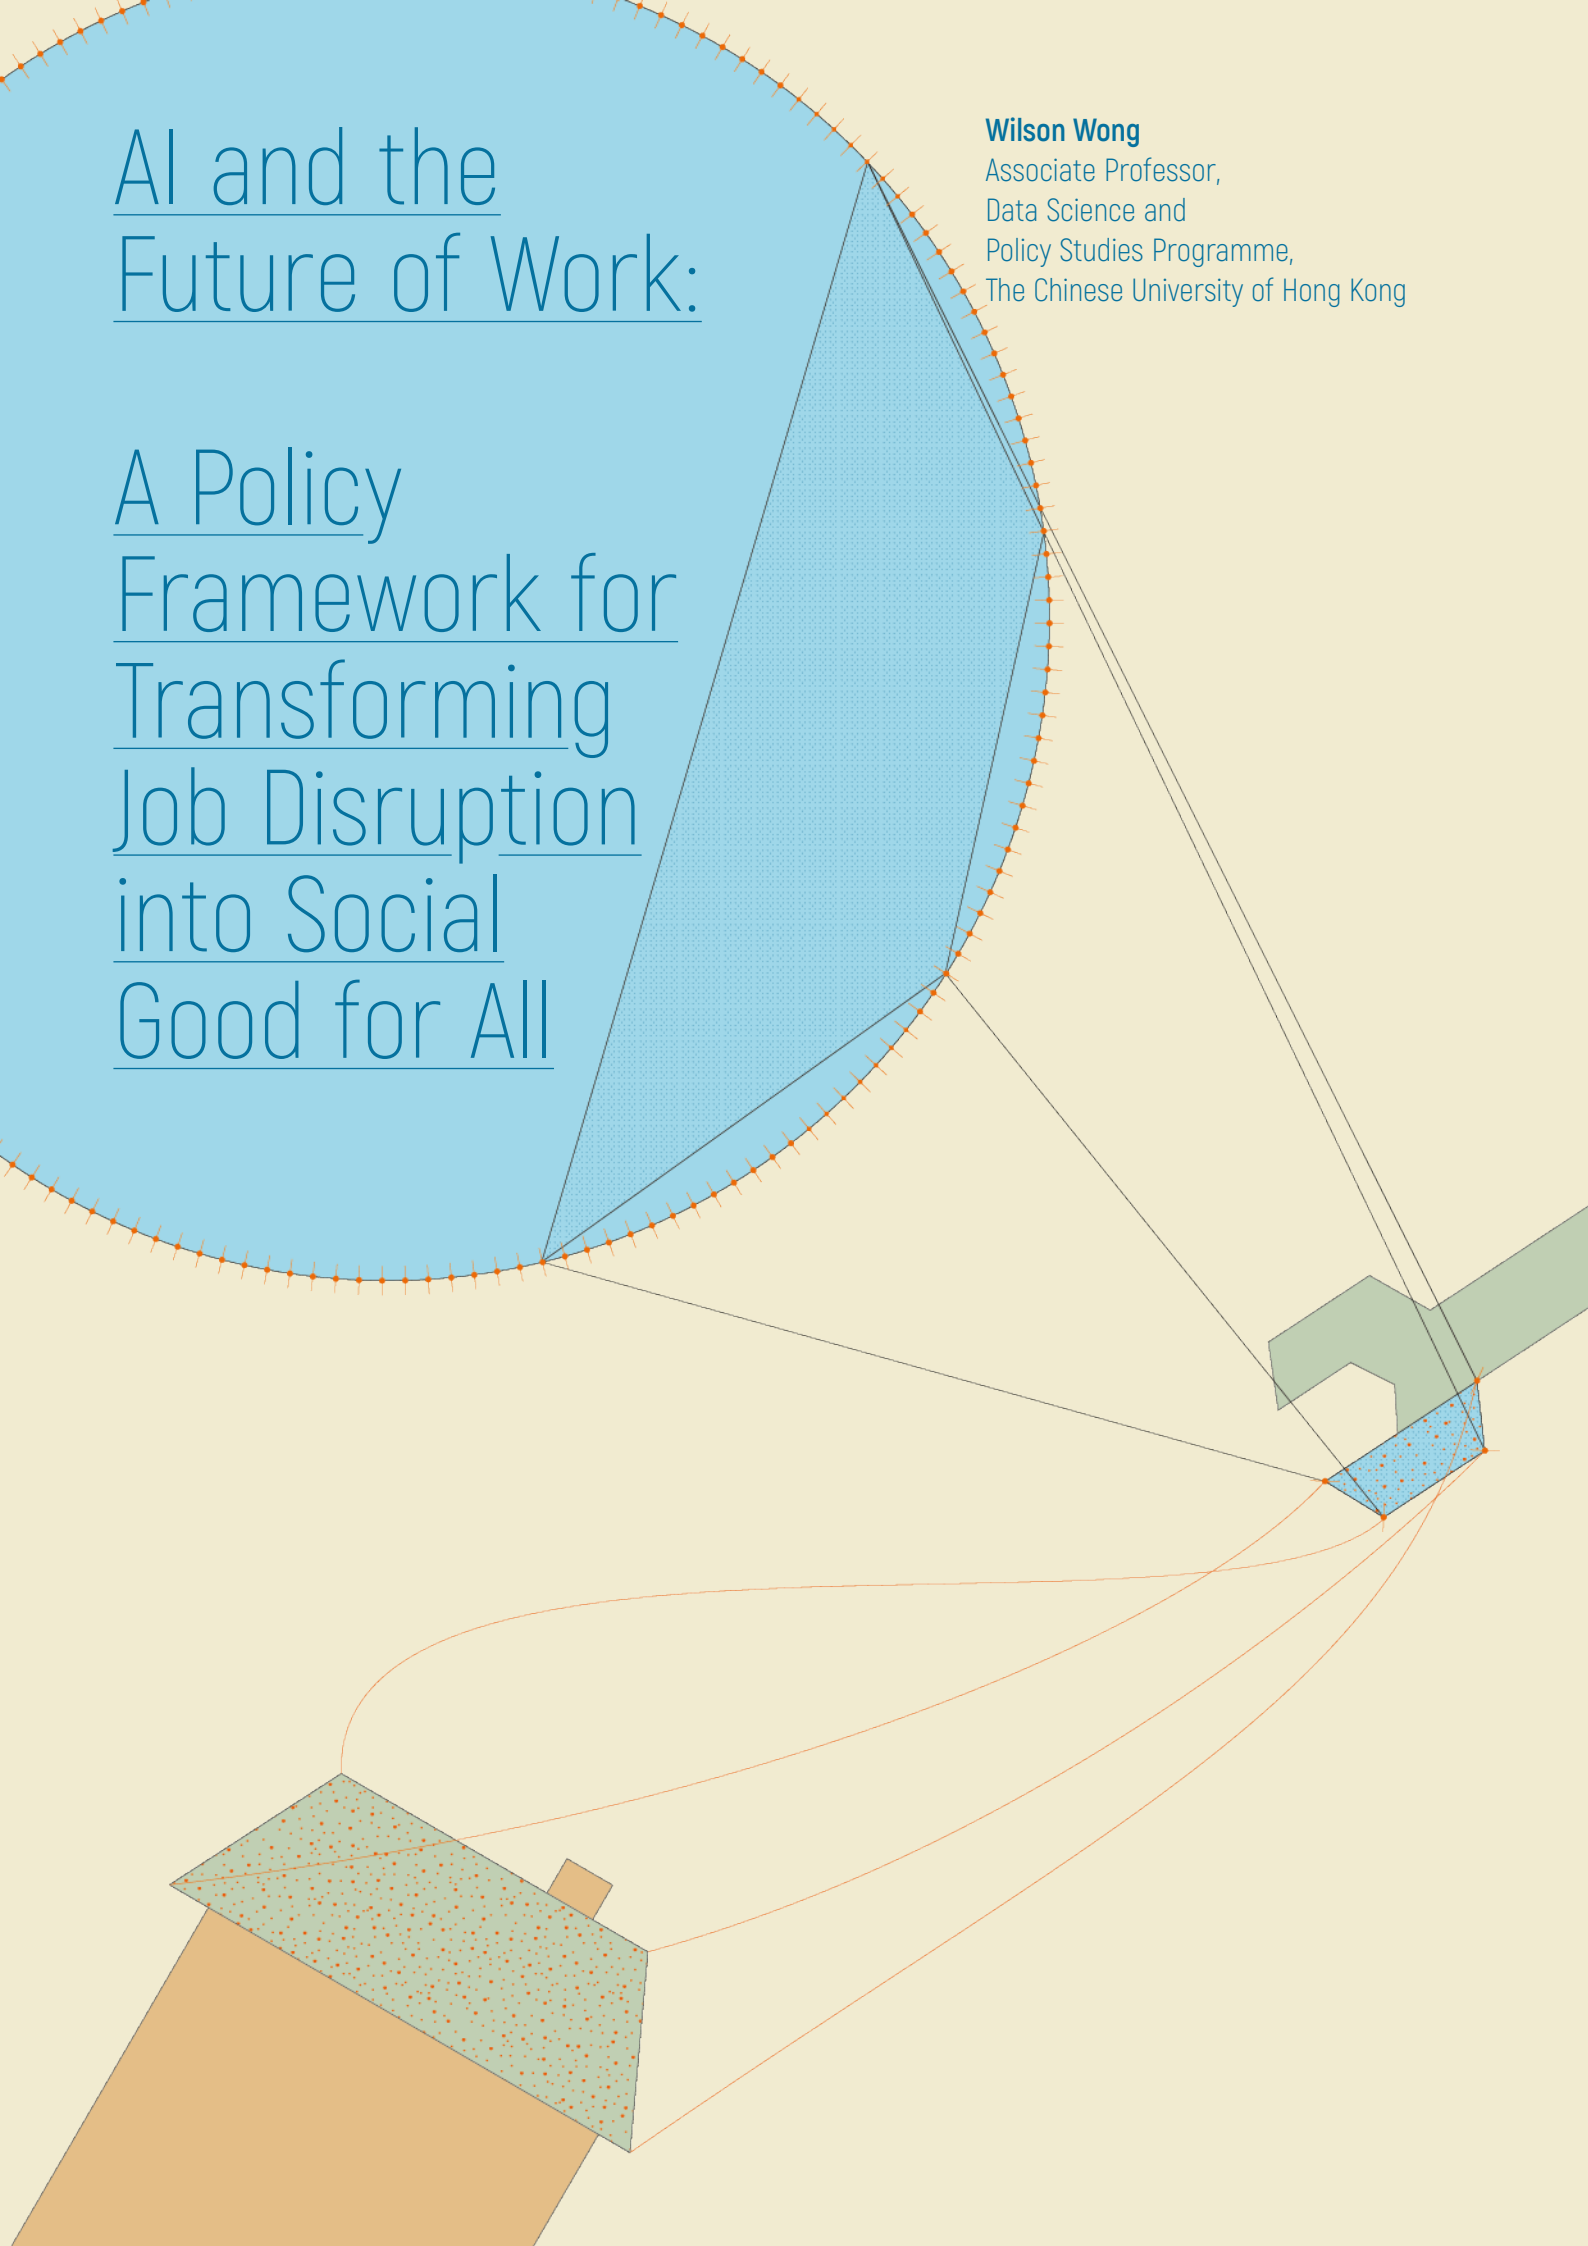 AI and the
Future of Work:
A Policy
Framework for
Transforming
Job Disruption
into Social
Good for All
Wilson Wong
Associate Professor,
Data Science and
Policy Studies Programme,
The Chinese University of Hong Kong